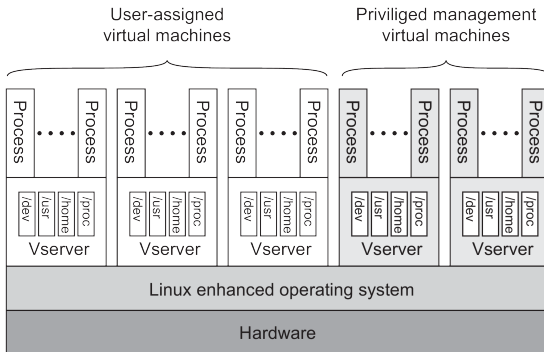 User-assigned
virtual machines
Priviliged management
virtual machines
Process
Process
Process
Process
Process
Process
Process
Process
Process
Process
/dev
/usr
/home
/proc
/dev
/usr
/home
/proc
/dev
/usr
/home
/proc
/dev
/usr
/home
/proc
/dev
/usr
/home
/proc
Vserver
Vserver
Vserver
Vserver
Vserver
Linux enhanced operating system
Hardware